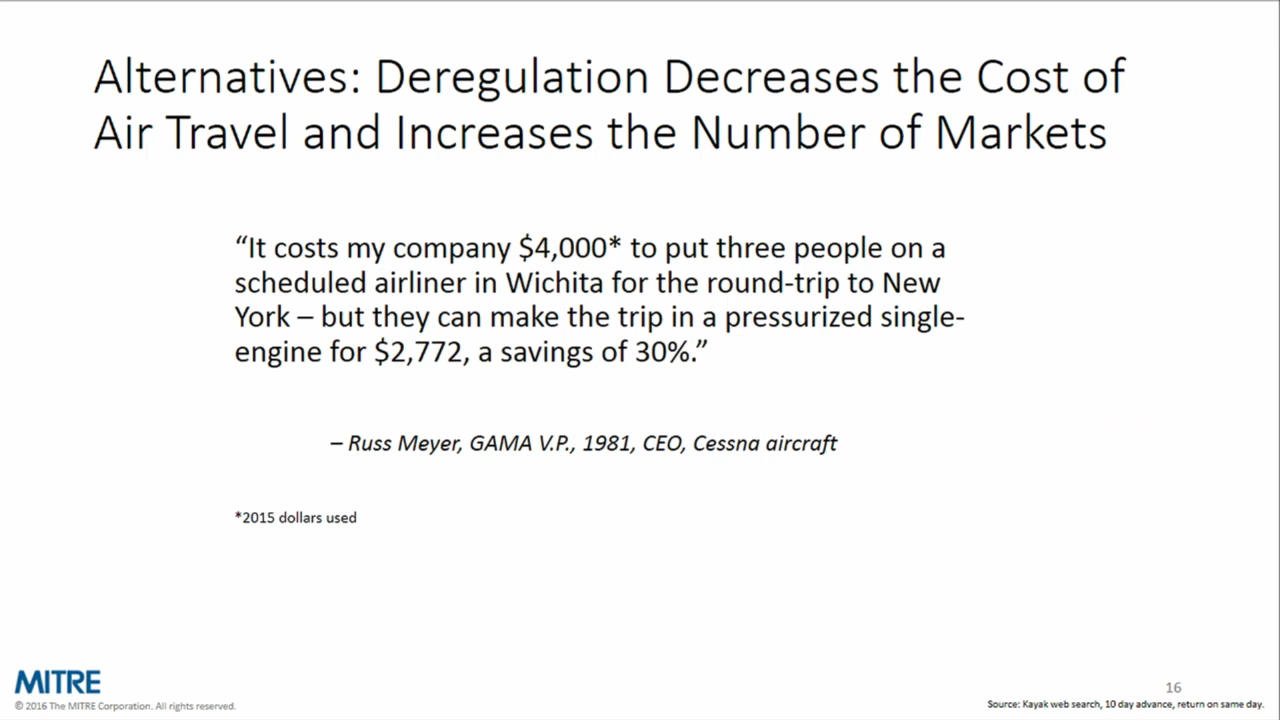 Alternatives: Deregulation Decreases the Cost of
Air Travel and Increases the Number of Markets
“It costs my company $4,000* to put three people on a
scheduled airliner in Wichita for the round-trip to New
York – but they can make the trip in a pressurized single-
engine for $2,772, a savings of 30%.”
– Russ Meyer, GAMA V.P., 1981, CEO, Cessna aircraft
*2015 dollars used
MITRE
© 2016 The MITRE Corporation. All rights reserved.
16
Source: Kayak web search, 10 day advance, return on same day.